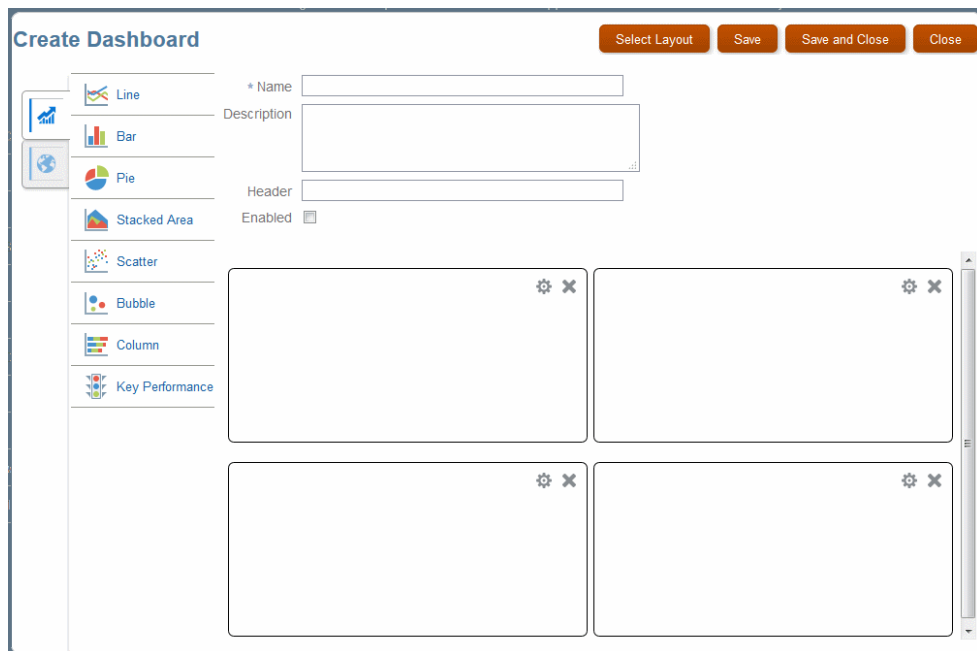 Create Dashboard
Select Layout
Save
Save and Close
Close
Line
Bar
Pie
Stacked Area
Scatter
Bubble
Column
Key Performance
* Name
Description
Header
Enabled